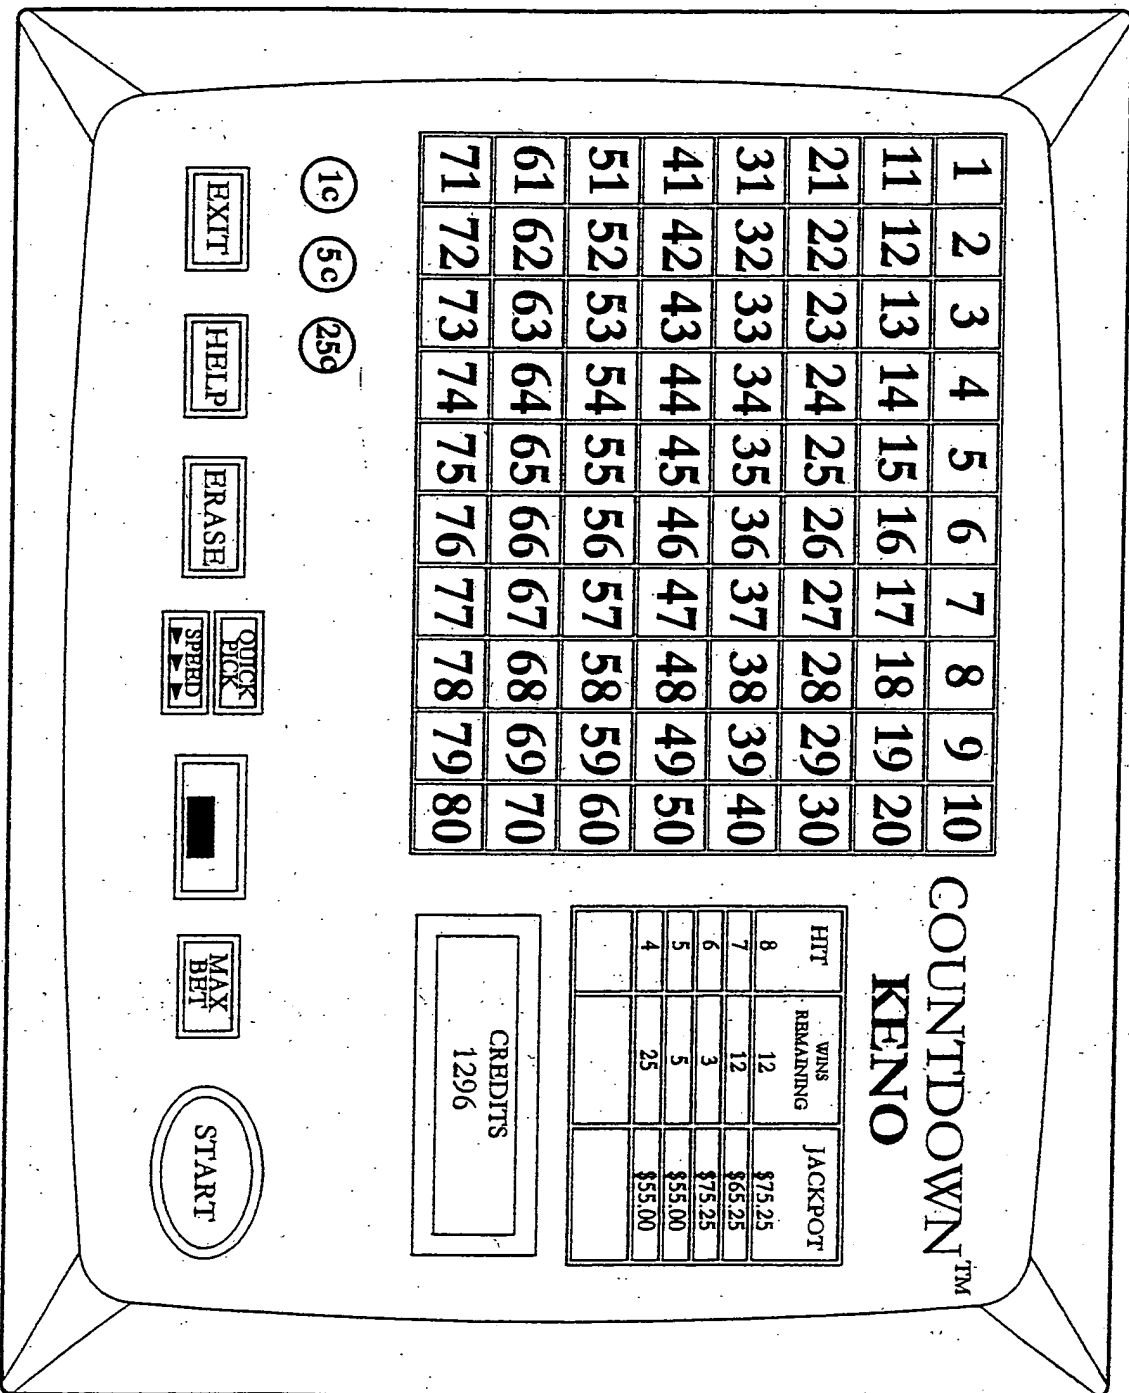 COUNTDOWN™
KENO
1 2 3 4 5 6 7 8 9 10
11 12 13 14 15 16 17 18 19 20
21 22 23 24 25 26 27 28 29 30
31 32 33 34 35 36 37 38 39 40
41 42 43 44 45 46 47 48 49 50
51 52 53 54 55 56 57 58 59 60
61 62 63 64 65 66 67 68 69 70
71 72 73 74 75 76 77 78 79 80
HIT WINS REMAINING JACKPOT
8 12 $75.25
7 12 $65.25
6 3 $75.25
5 5 $55.00
4 25 $55.00
CREDITS
1296
1c 5c 25c
EXIT
HELP
ERASE
QUICK
PICK
SPEED
MAX
BET
START